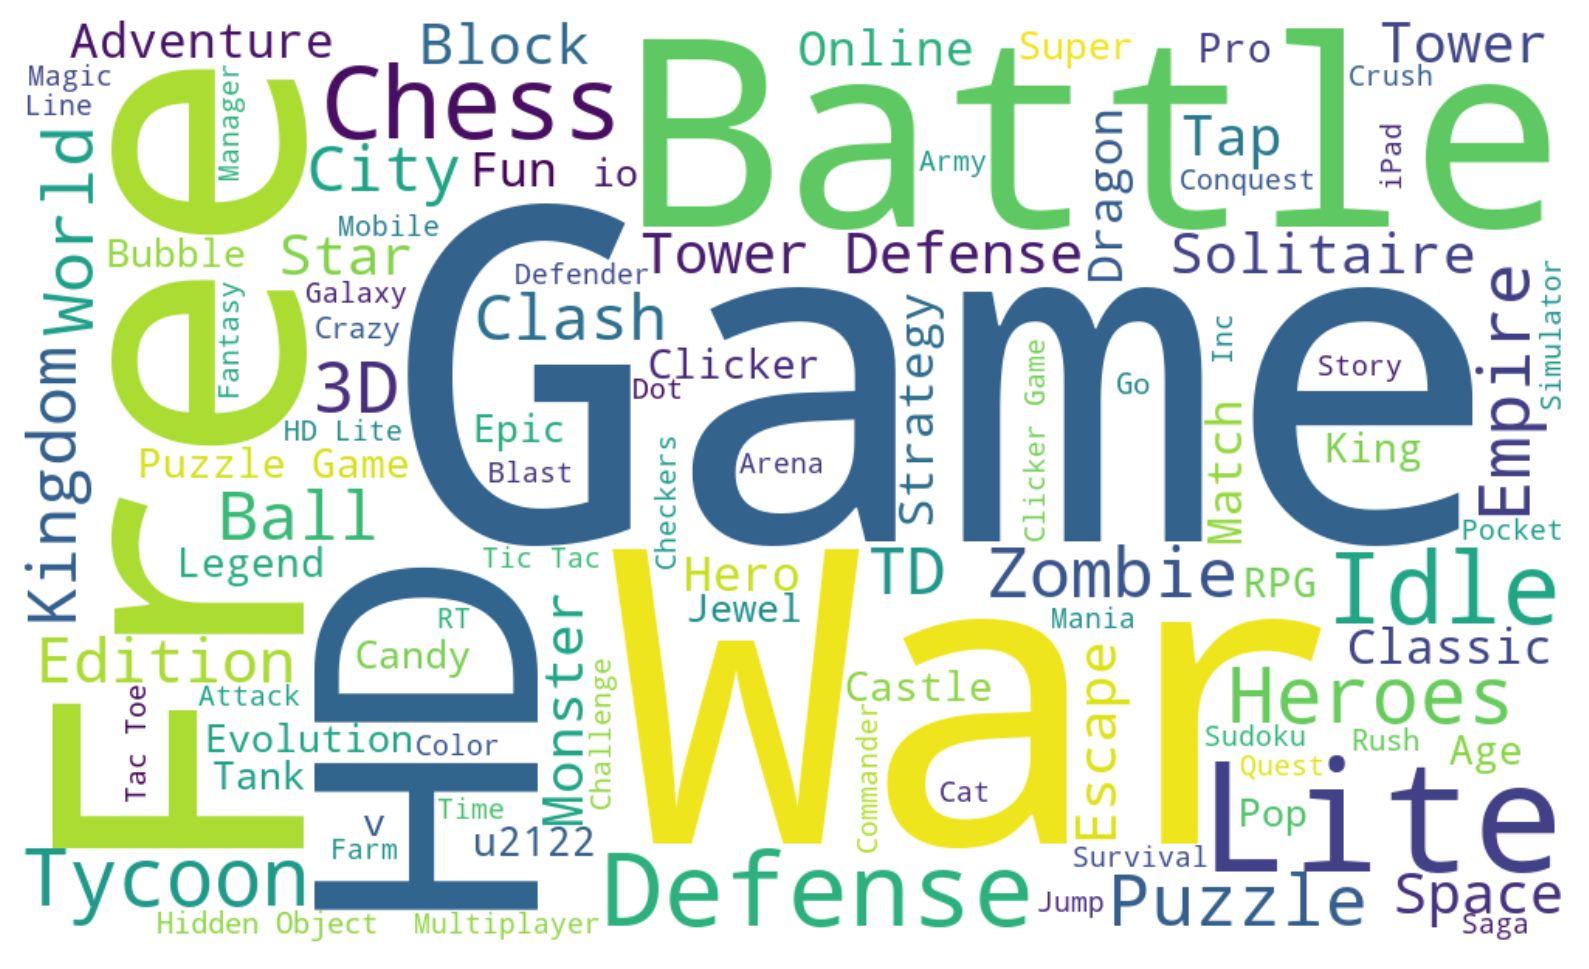 Adventure
Block
Online
Super
Pro
Tower
Magic
Line
Manager
Chess
Battle
Crush
World
Free
City
Fun
io
Army
Dragon
Tap
Conquest
iPad
Mobile
Bubble
Star
Defender
Tower Defense
Solitaire
Galaxy
Fantasy
Crazy
Clash
Game
Strategy
Inc
Empire
Simulator
Kingdom
3D
Clicker
Dot
Clicker Game
Go
Story
HD Lite
Epic
Puzzle Game
Blast
Checkers
Arena
Match
King
Ball
Pocket
Legend
Tic Tac
Hero
TD
Zombie
RPG
Idle
HD
RT
Jewel
Mania
Candy
Monster
War
Classic
Edition
Attack
Challenge
Castle
Escape
Heroes
Tac Toe
Evolution
Color
Commander
Sudoku
Rush
Age
Tank
Quest
Lite
Time
Cat
Pop
v
Farm
u2122
Survival
Tycoon
Defense
Jump
Puzzle
Space
Hidden Object
Multiplayer
Saga